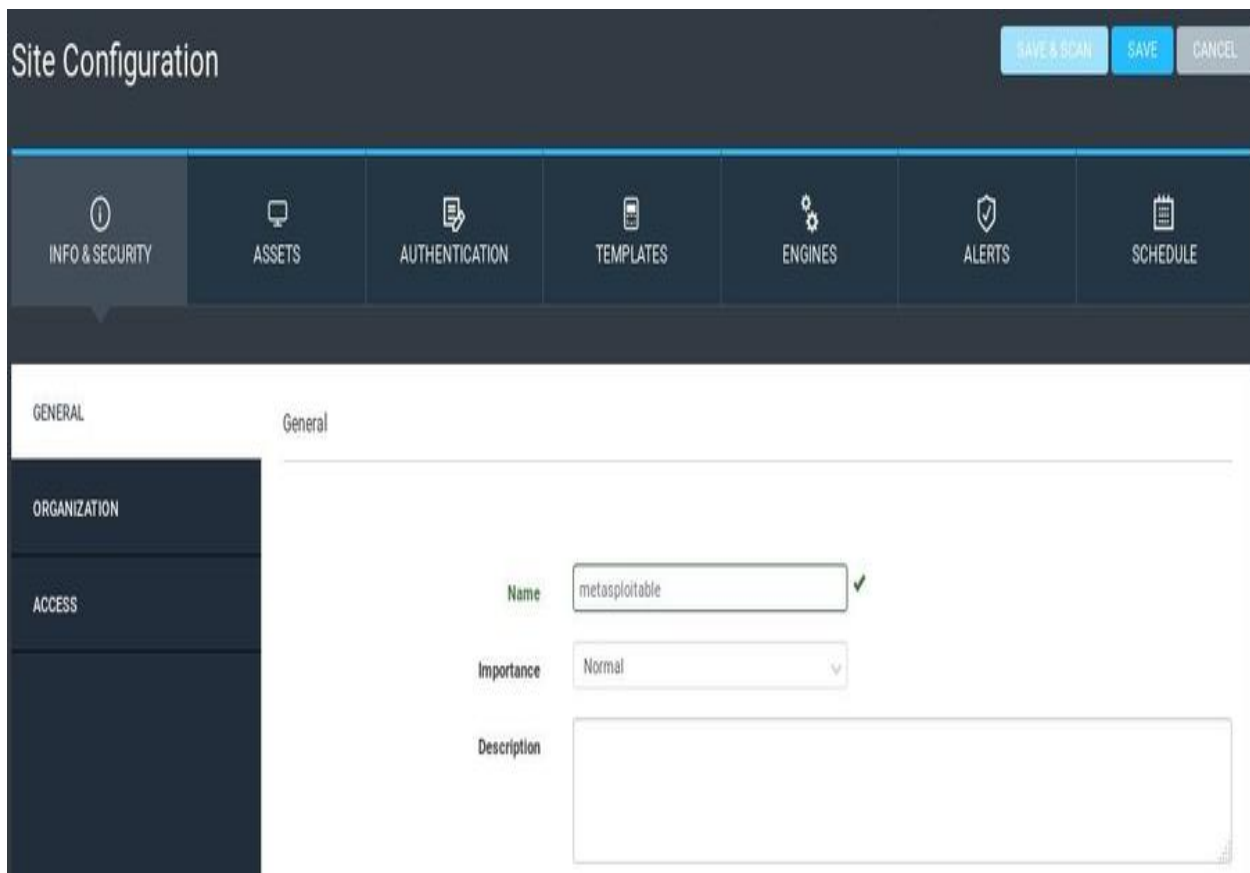 Site Configuration
SAVE & SCAN
SAVE
CANCEL
INFO & SECURITY
ASSETS
AUTHENTICATION
TEMPLATES
ENGINES
ALERTS
SCHEDULE
GENERAL
General
ORGANIZATION
ACCESS
Name
metasploitable
Importance
Normal
Description